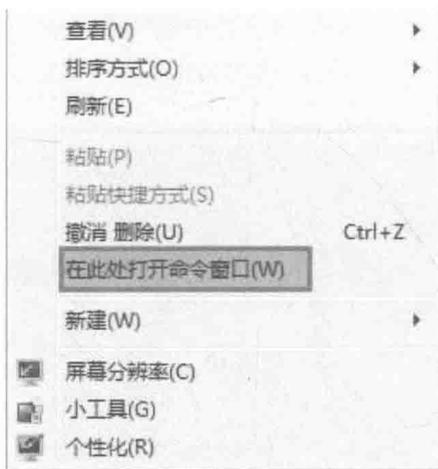 查看(V)
排序方式(O)
刷新(E)
粘贴(P)
粘贴快捷方式(S)
撤消 删除(U) Ctrl+Z
在此处打开命令窗口(W)
新建(W)
屏幕分辨率(C)
小工具(G)
个性化(R)